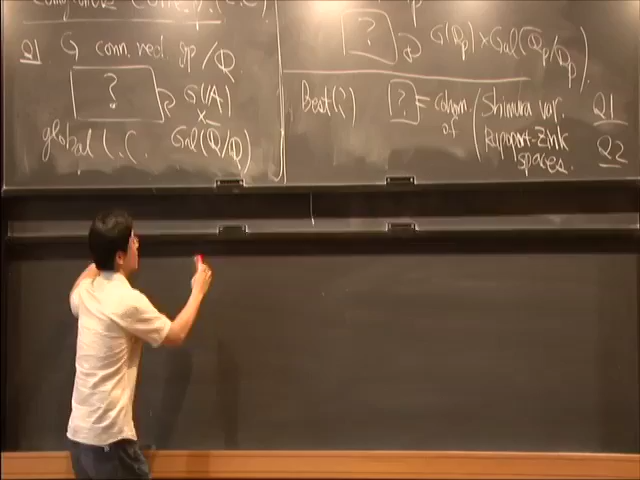 Q1 G conn. red. gp/Q
?
G(A)
×
global L.C. Gal(Q̄/Q)
?
G(Qp) × Gal(Q̄p/Qp)
Best(?) ? = Cohom of ( Shimura var. Q1
Rapoport-Zink spaces. Q2